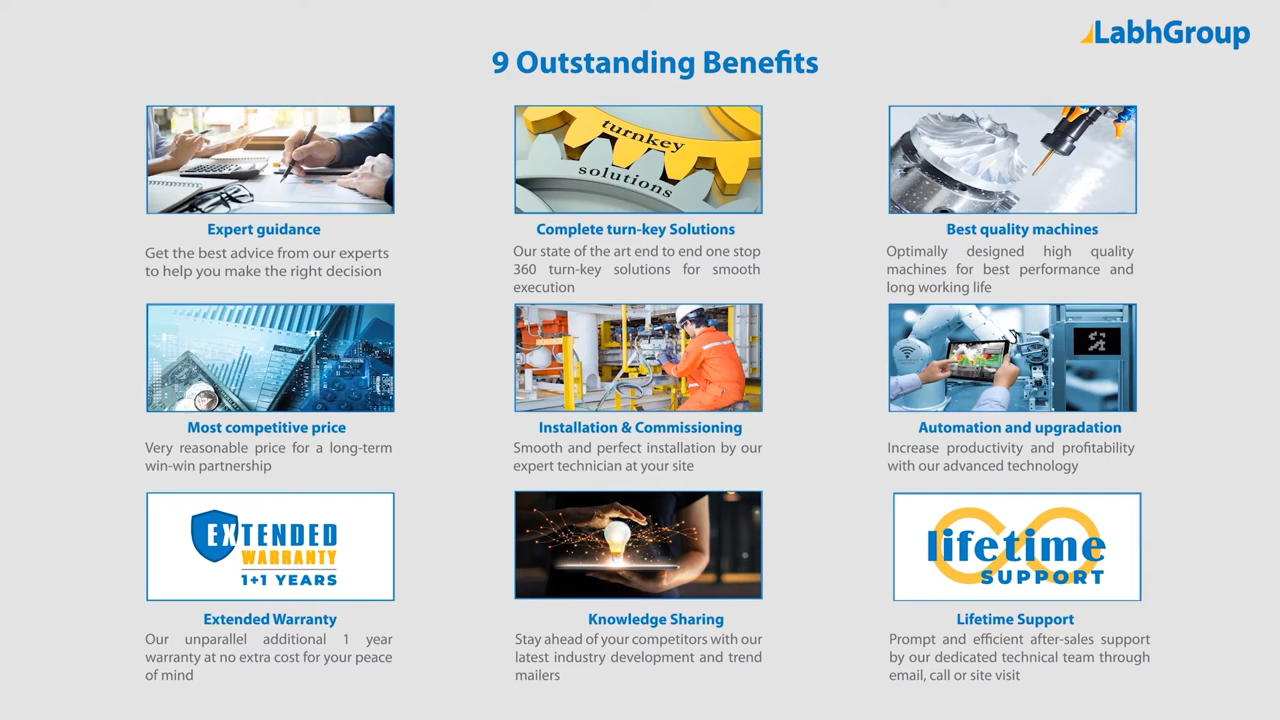 LabhGroup
9 Outstanding Benefits
turnkey
solutions
Expert guidance
Get the best advice from our experts
to help you make the right decision
Complete turn-key Solutions
Our state of the art end to end one stop
360 turn-key solutions for smooth
execution
Best quality machines
Optimally designed high quality
machines for best performance and
long working life
Most competitive price
Very reasonable price for a long-term
win-win partnership
Installation & Commissioning
Smooth and perfect installation by our
expert technician at your site
Automation and upgradation
Increase productivity and profitability
with our advanced technology
EXTENDED
WARRANTY
1+1 YEARS
Extended Warranty
Our unparallel additional 1 year
warranty at no extra cost for your peace
of mind
Knowledge Sharing
Stay ahead of your competitors with our
latest industry development and trend
mailers
lifetime
SUPPORT
Lifetime Support
Prompt and efficient after-sales support
by our dedicated technical team through
email, call or site visit